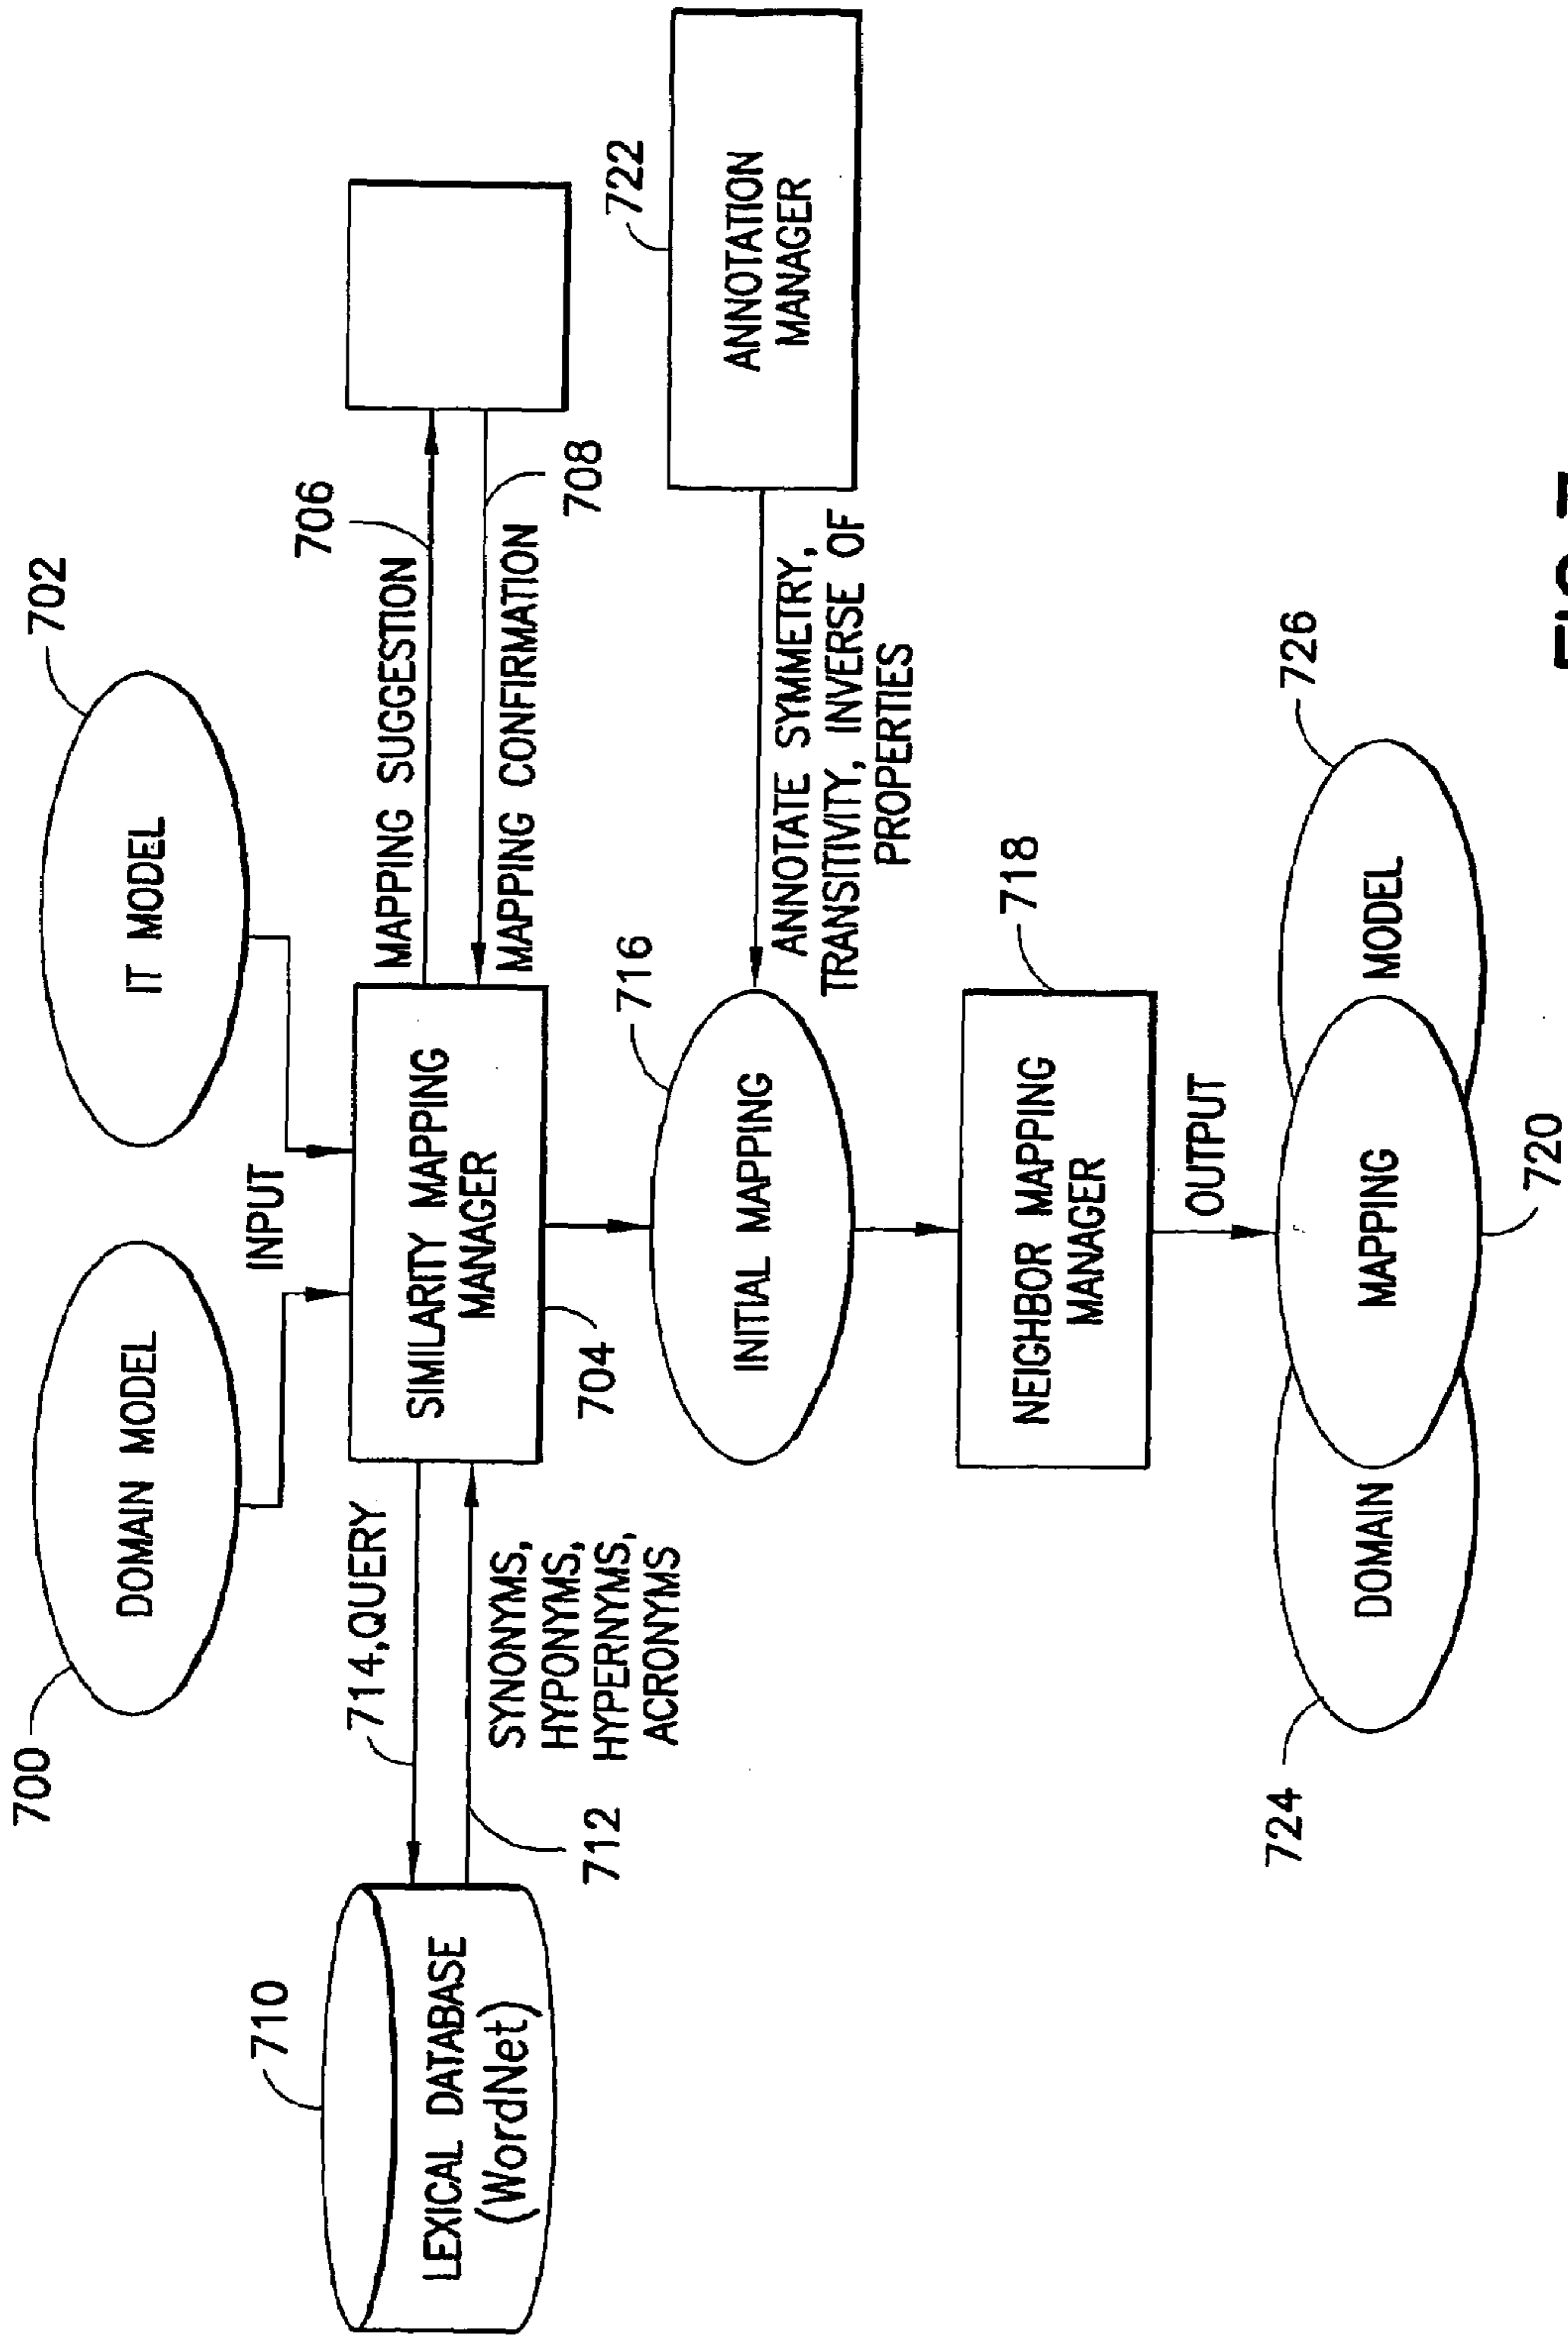 700
DOMAIN MODEL
702
IT MODEL
INPUT
710
LEXICAL DATABASE
(WordNet)
714,QUERY
712
SYNONYMS,
HYPONYMS,
HYPERNYMS,
ACRONYMS
SIMILARITY MAPPING
MANAGER
704
706
MAPPING SUGGESTION
MAPPING CONFIRMATION
708
716
INITIAL MAPPING
722
ANNOTATION
MANAGER
ANNOTATE SYMMETRY,
TRANSITIVITY, INVERSE OF
PROPERTIES
718
NEIGHBOR MAPPING
MANAGER
OUTPUT
724
DOMAIN
MAPPING
720
MODEL
726